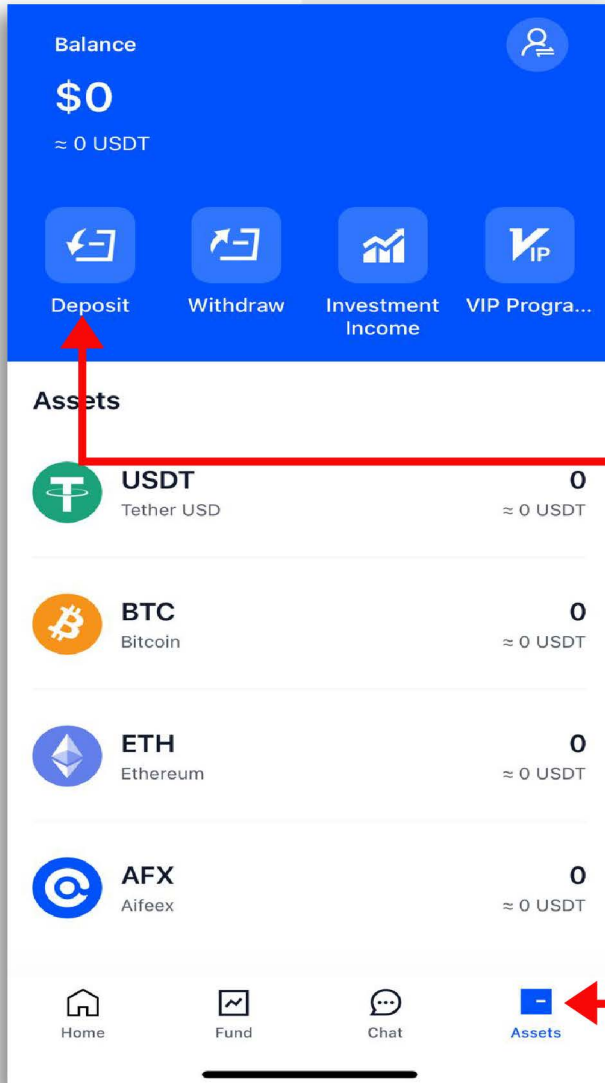 Balance
$0
≈ 0 USDT
VIP
Deposit Withdraw Investment Income VIP Progra...
Assets
USDT 0
Tether USD ≈ 0 USDT
BTC 0
Bitcoin ≈ 0 USDT
ETH 0
Ethereum ≈ 0 USDT
AFX 0
Aifeex ≈ 0 USDT
Home Fund Chat Assets